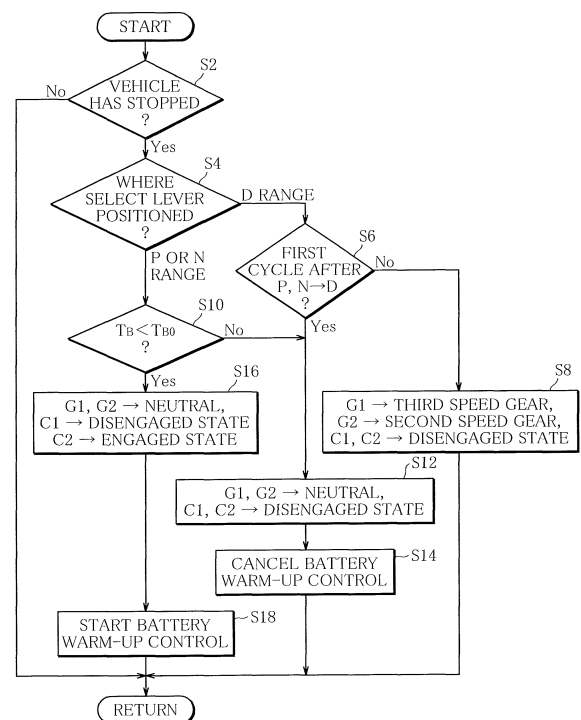 START
S2
VEHICLE
HAS STOPPED
?
No
Yes
S4
WHERE
SELECT LEVER
POSITIONED
?
D RANGE
P OR N
RANGE
S6
FIRST
CYCLE AFTER
P, N→D
?
No
Yes
S10
TB<TB0
?
No
Yes
S16
G1, G2 → NEUTRAL,
C1 → DISENGAGED STATE
C2 → ENGAGED STATE
S8
G1 → THIRD SPEED GEAR,
G2 → SECOND SPEED GEAR,
C1, C2 → DISENGAGED STATE
S12
G1, G2 → NEUTRAL,
C1, C2 → DISENGAGED STATE
S14
CANCEL BATTERY
WARM-UP CONTROL
S18
START BATTERY
WARM-UP CONTROL
RETURN